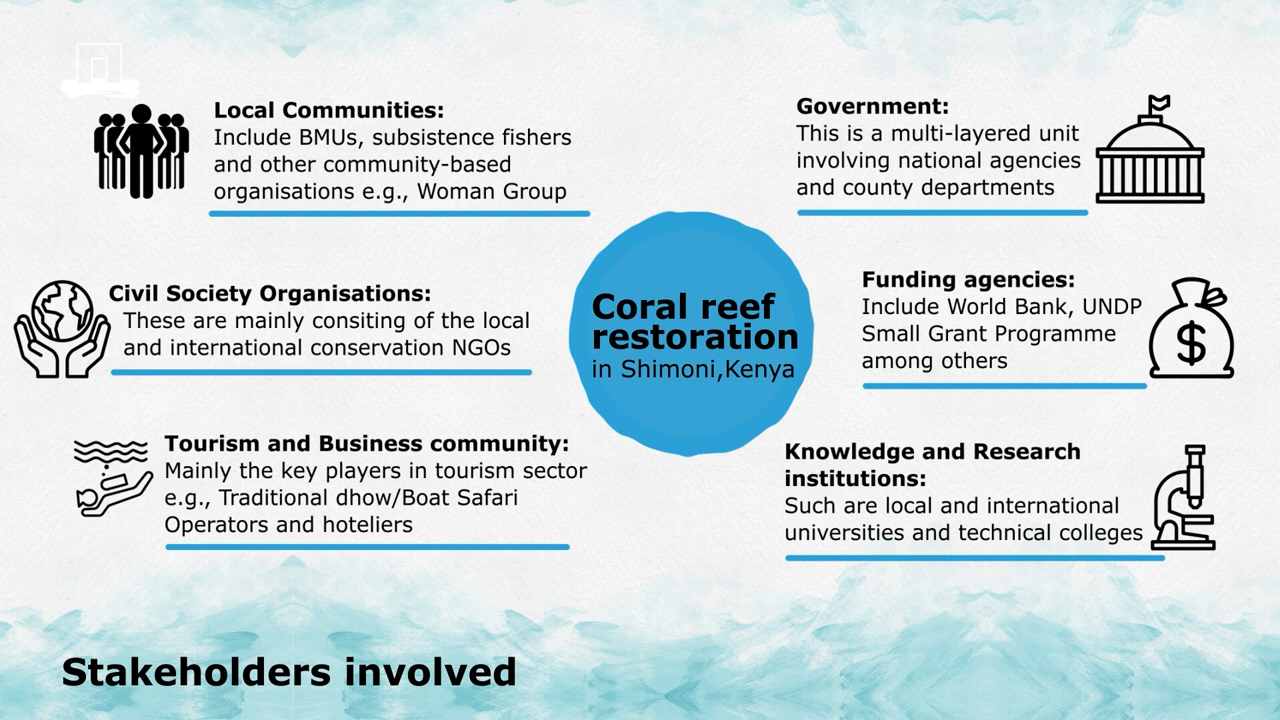 Local Communities:
Include BMUs, subsistence fishers
and other community-based
organisations e.g., Woman Group
Government:
This is a multi-layered unit
involving national agencies
and county departments
Civil Society Organisations:
These are mainly consiting of the local
and international conservation NGOs
Coral reef
restoration
in Shimoni,Kenya
Funding agencies:
Include World Bank, UNDP
Small Grant Programme
among others
$
Tourism and Business community:
Mainly the key players in tourism sector
e.g., Traditional dhow/Boat Safari
Operators and hoteliers
Knowledge and Research
institutions:
Such are local and international
universities and technical colleges
Stakeholders involved